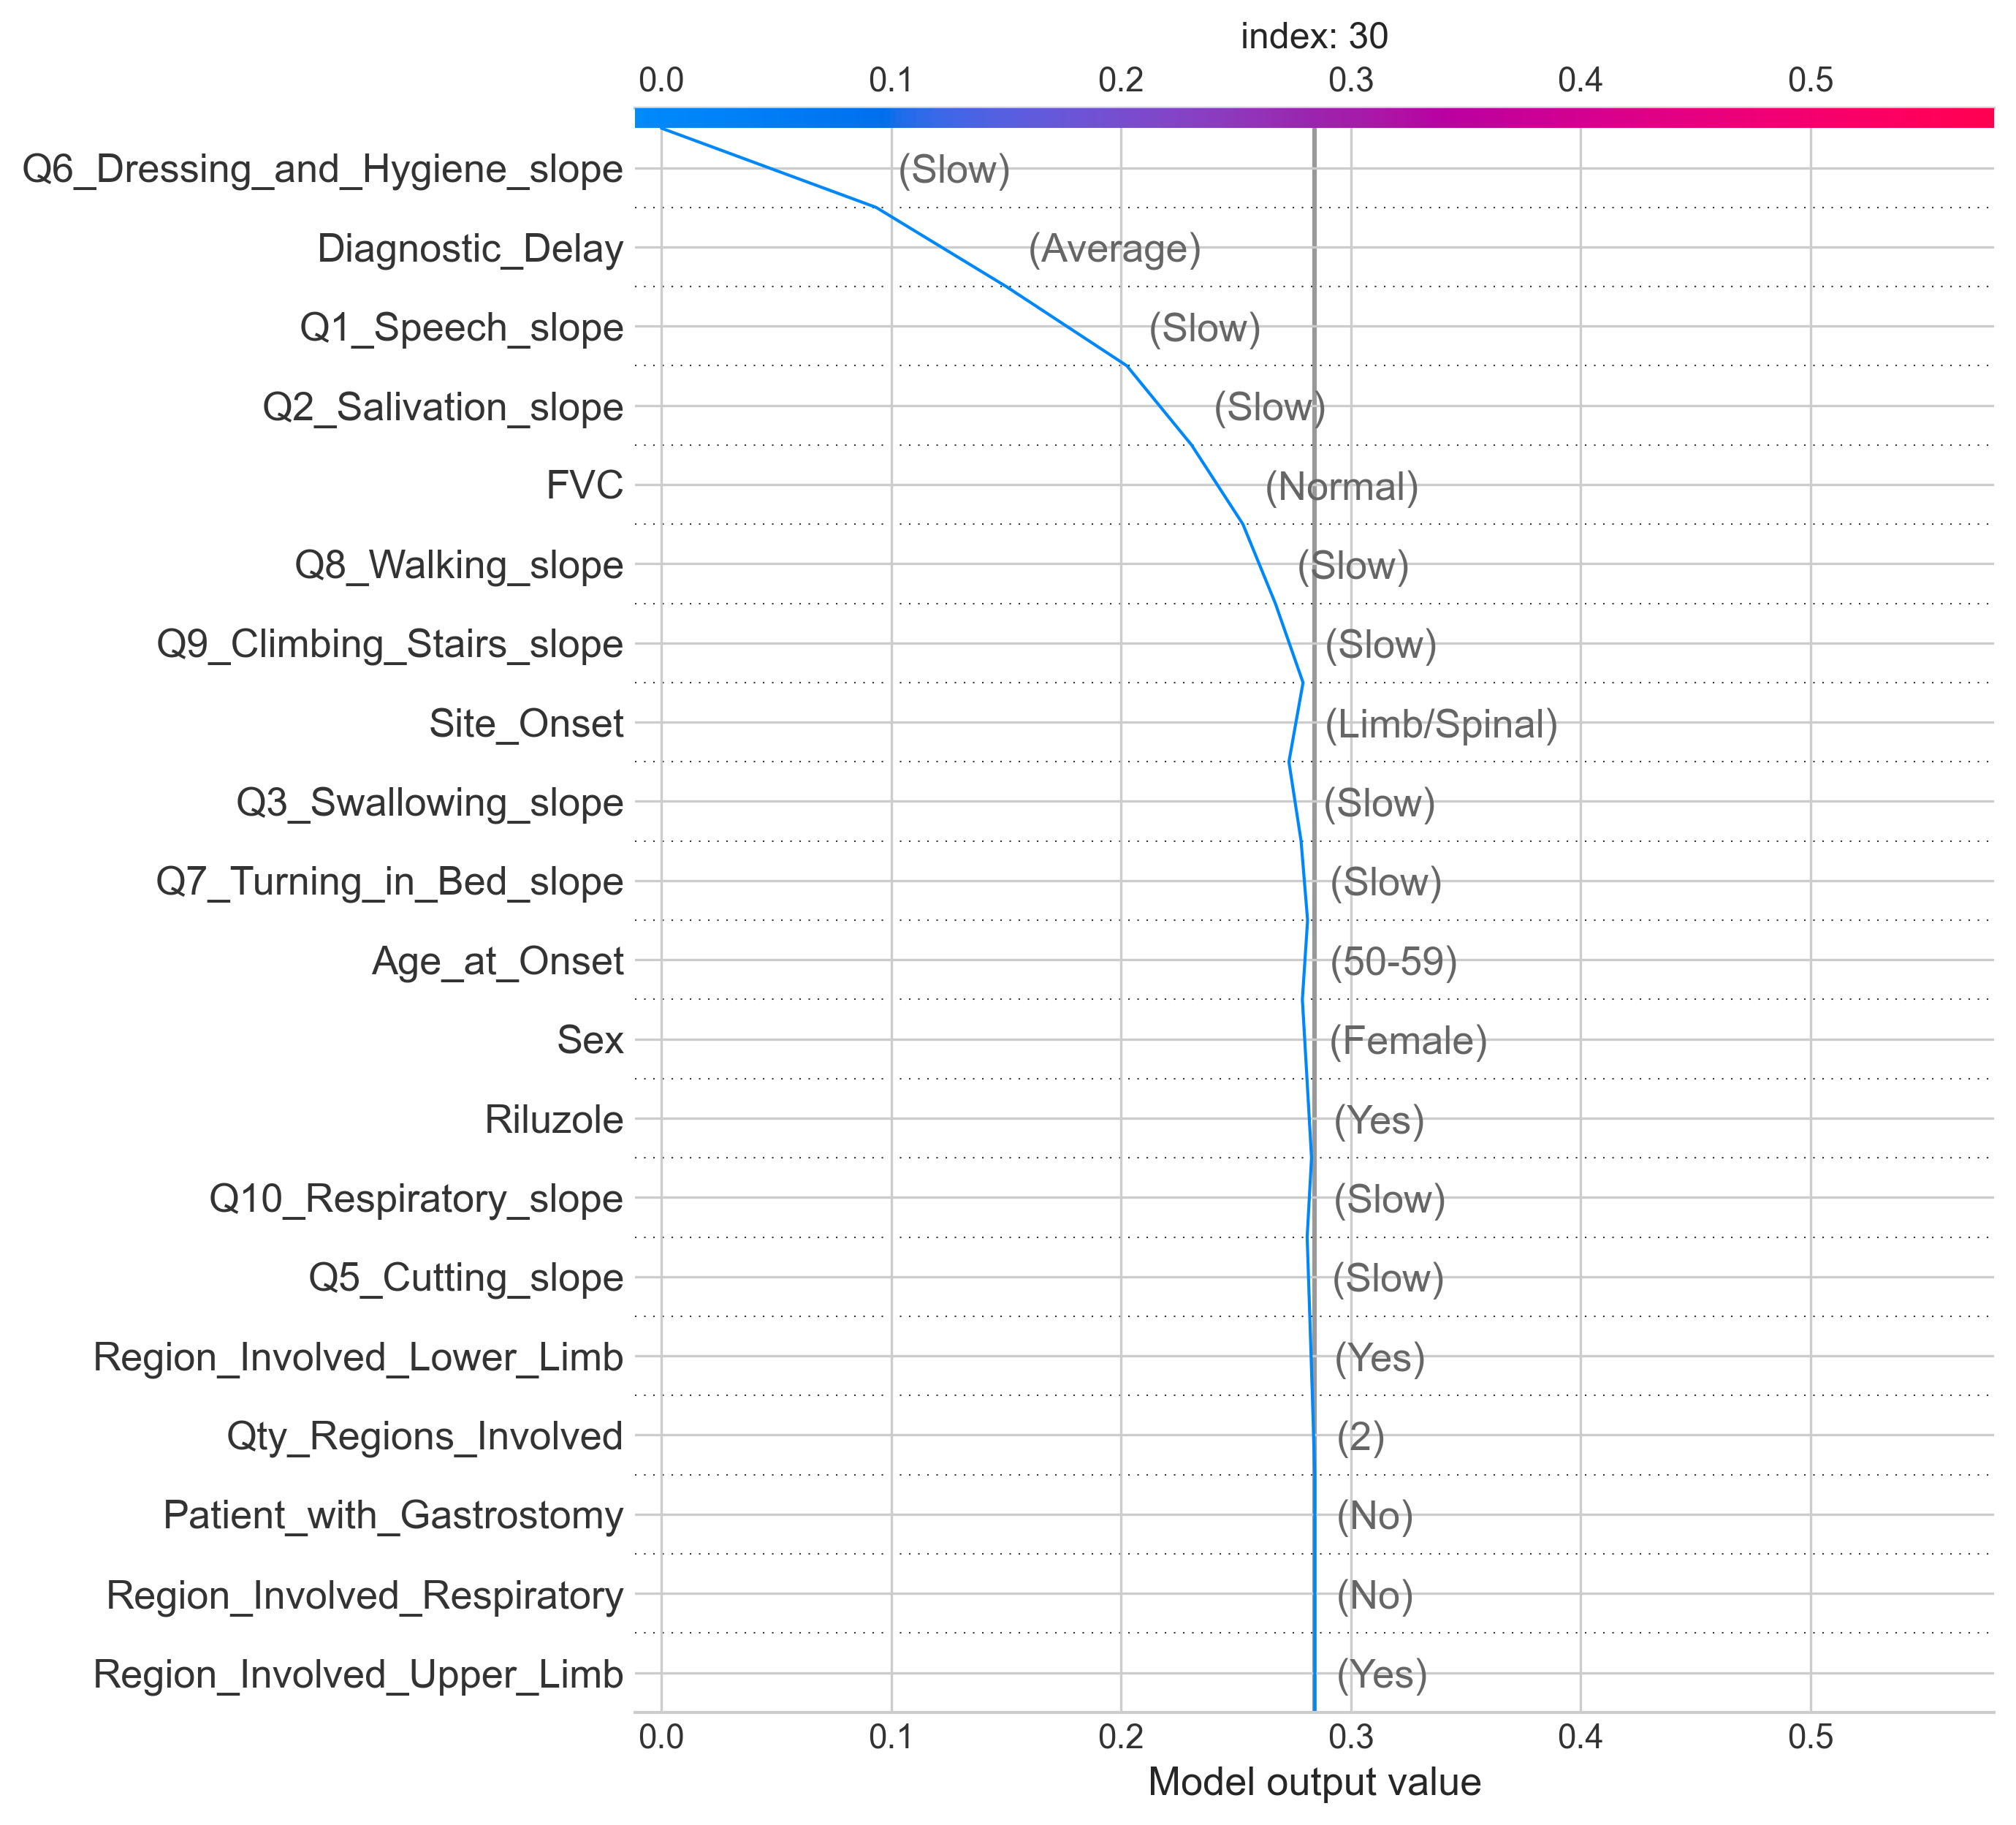 index: 30
0.0 0.1 0.2 0.3 0.4 0.5
Q6_Dressing_and_Hygiene_slope (Slow)
Diagnostic_Delay (Average)
Q1_Speech_slope (Slow)
Q2_Salivation_slope (Slow)
FVC (Normal)
Q8_Walking_slope (Slow)
Q9_Climbing_Stairs_slope (Slow)
Site_Onset (Limb/Spinal)
Q3_Swallowing_slope (Slow)
Q7_Turning_in_Bed_slope (Slow)
Age_at_Onset (50-59)
Sex (Female)
Riluzole (Yes)
Q10_Respiratory_slope (Slow)
Q5_Cutting_slope (Slow)
Region_Involved_Lower_Limb (Yes)
Qty_Regions_Involved (2)
Patient_with_Gastrostomy (No)
Region_Involved_Respiratory (No)
Region_Involved_Upper_Limb (Yes)
0.0 0.1 0.2 0.3 0.4 0.5
Model output value